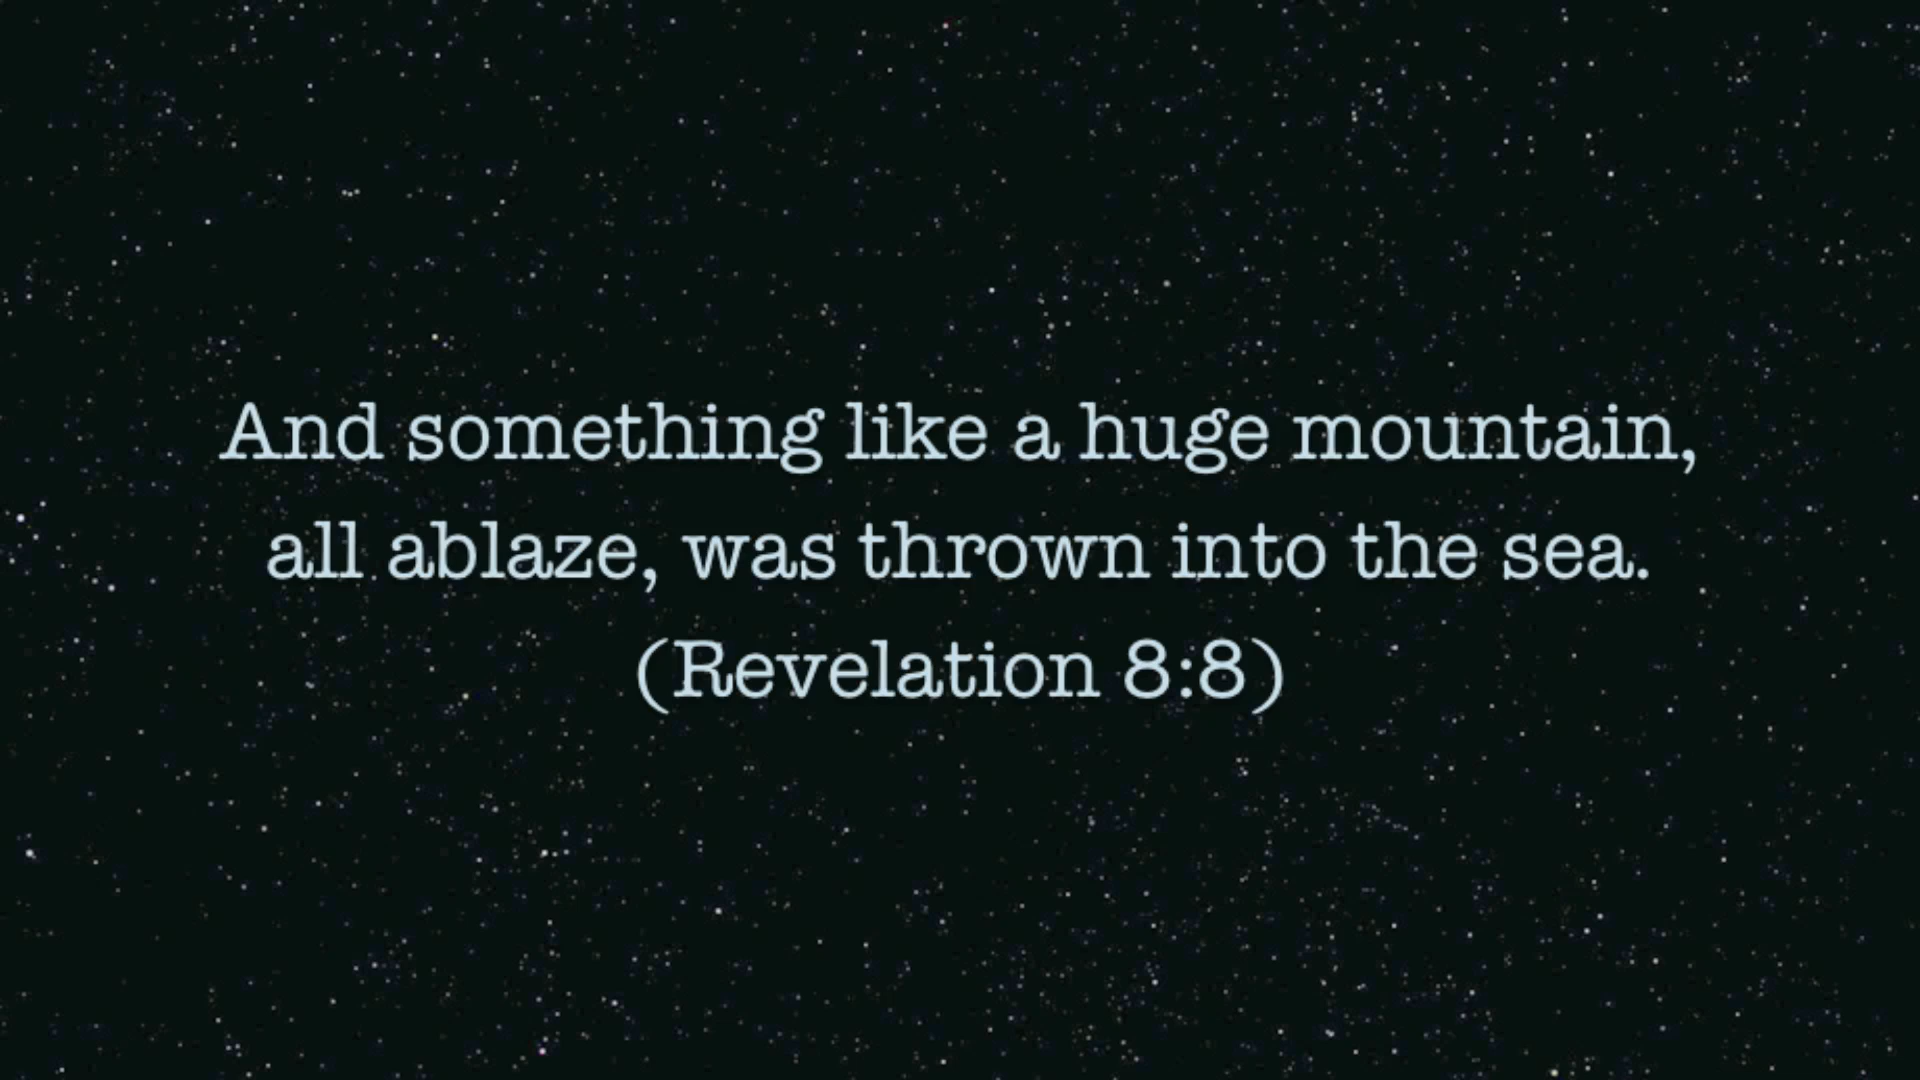 And something like a huge mountain,
all ablaze, was thrown into the sea.
(Revelation 8:8)